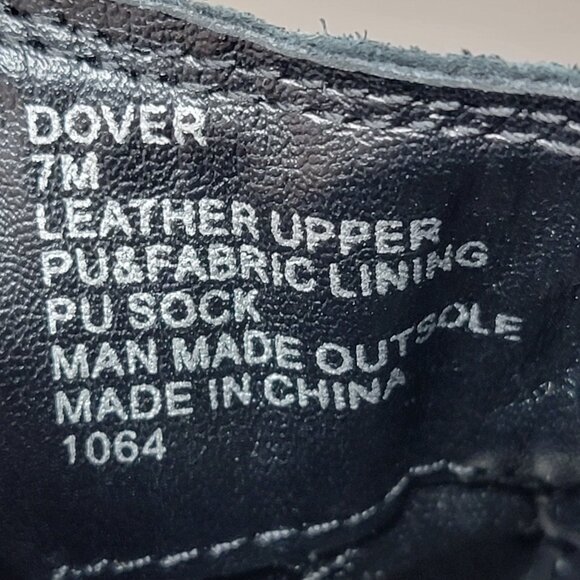 DOVER
7M
LEATHER UPPER
PU&FABRIC LINING
PU SOCK
MAN MADE OUTSOLE
MADE IN CHINA
1064